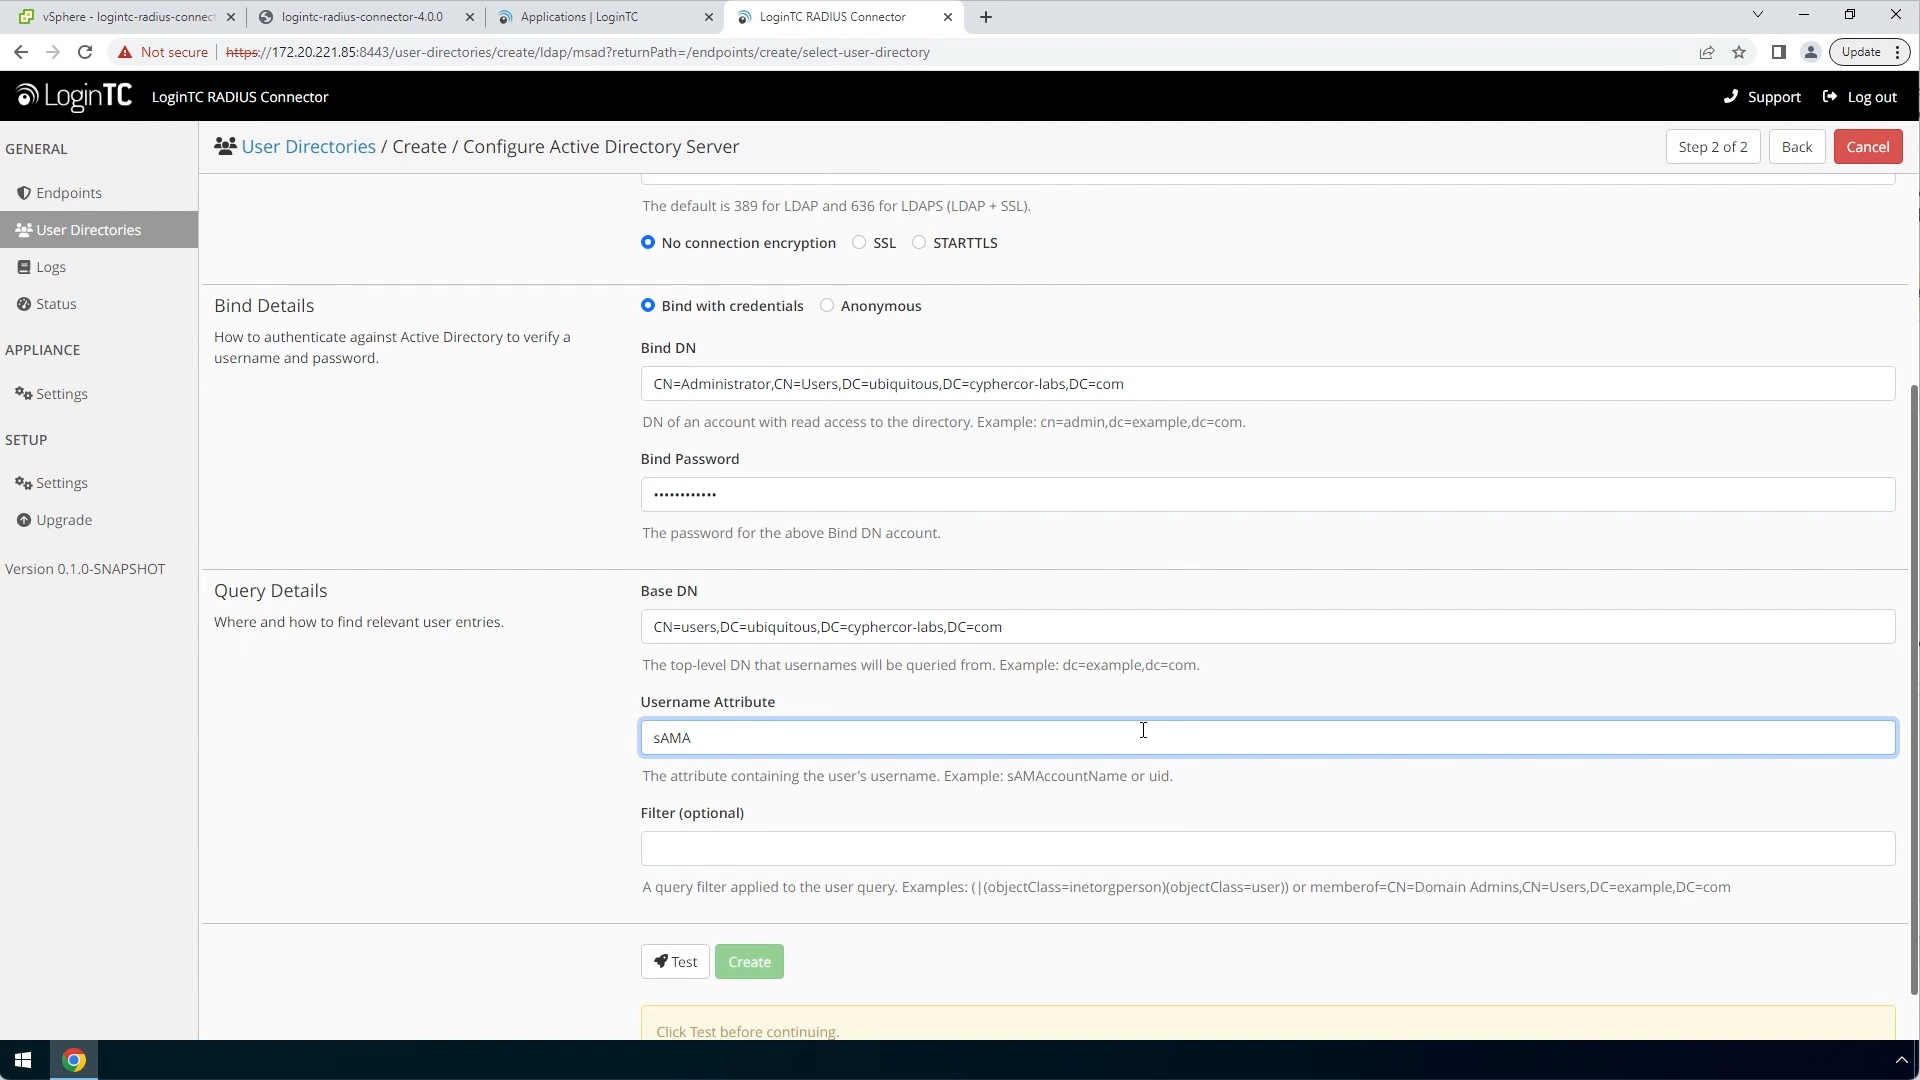 vSphere - logintc-radius-connect
logintc-radius-connector-4.0.0
Applications | LoginTC
LoginTC RADIUS Connector
Not secure
https://172.20.221.85:8443/user-directories/create/ldap/msad?returnPath=/endpoints/create/select-user-directory
Update
LoginTC
LoginTC RADIUS Connector
Support
Log out
GENERAL
Endpoints
User Directories
Logs
Status
APPLIANCE
Settings
SETUP
Settings
Upgrade
Version 0.1.0-SNAPSHOT
User Directories / Create / Configure Active Directory Server
Step 2 of 2
Back
Cancel
The default is 389 for LDAP and 636 for LDAPS (LDAP + SSL).
No connection encryption
SSL
STARTTLS
Bind Details
How to authenticate against Active Directory to verify a
username and password.
Bind with credentials
Anonymous
Bind DN
CN=Administrator,CN=Users,DC=ubiquitous,DC=cyphercor-labs,DC=com
DN of an account with read access to the directory. Example: cn=admin,dc=example,dc=com.
Bind Password
••••••••••••
The password for the above Bind DN account.
Query Details
Where and how to find relevant user entries.
Base DN
CN=users,DC=ubiquitous,DC=cyphercor-labs,DC=com
The top-level DN that usernames will be queried from. Example: dc=example,dc=com.
Username Attribute
sAMA
The attribute containing the user's username. Example: sAMAccountName or uid.
Filter (optional)
A query filter applied to the user query. Examples: (|(objectClass=inetorgperson)(objectClass=user)) or memberof=CN=Domain Admins,CN=Users,DC=example,DC=com
Test
Create
Click Test before continuing.